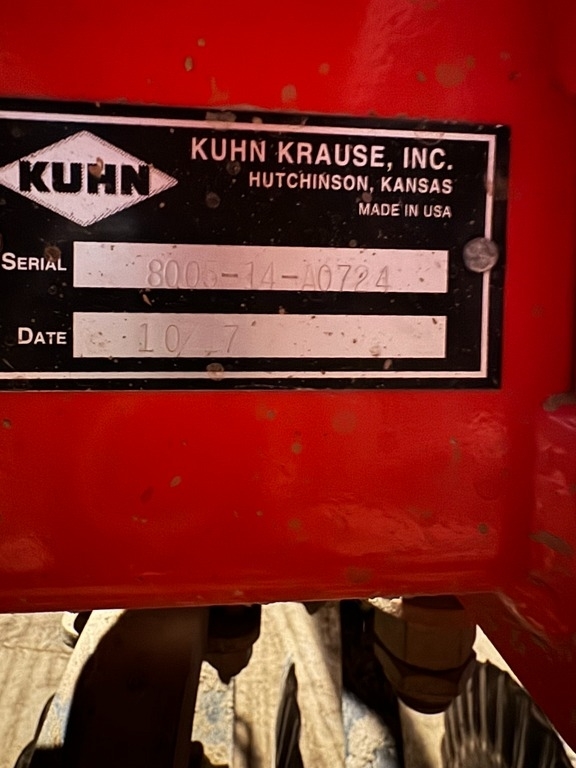 KUHN
KUHN KRAUSE, INC.
HUTCHINSON, KANSAS
MADE IN USA
SERIAL 8005-14-A0724
DATE 10/17